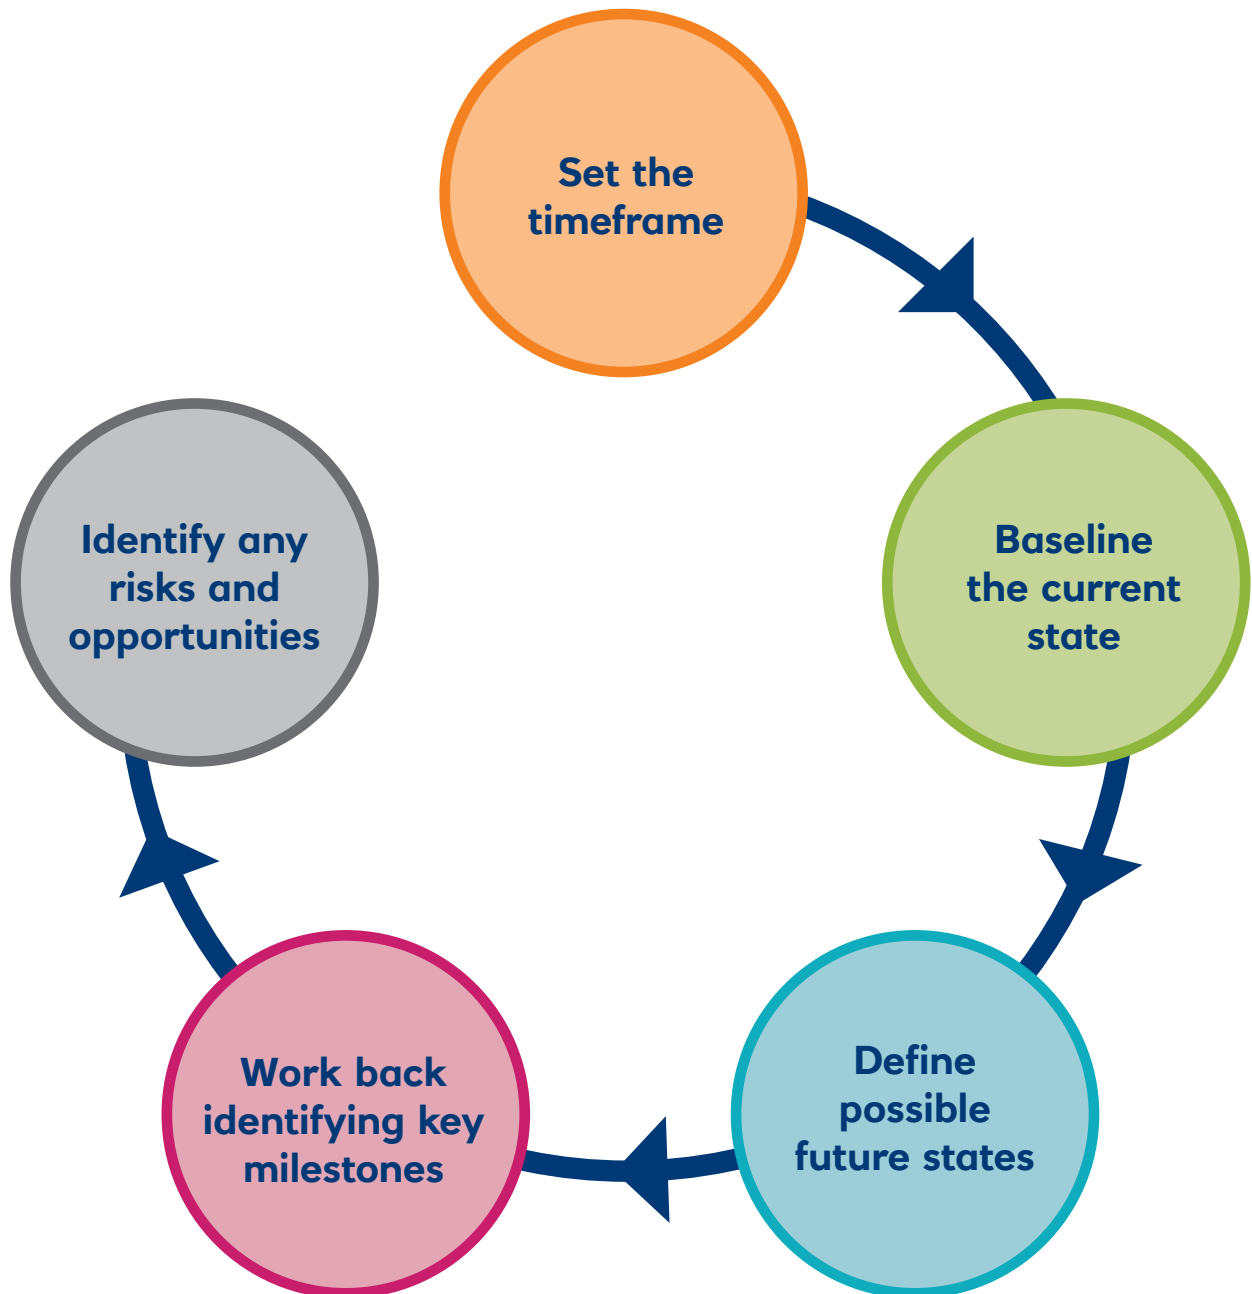 Set the
timeframe
Baseline
the current
state
Define
possible
future states
Work back
identifying key
milestones
Identify any
risks and
opportunities